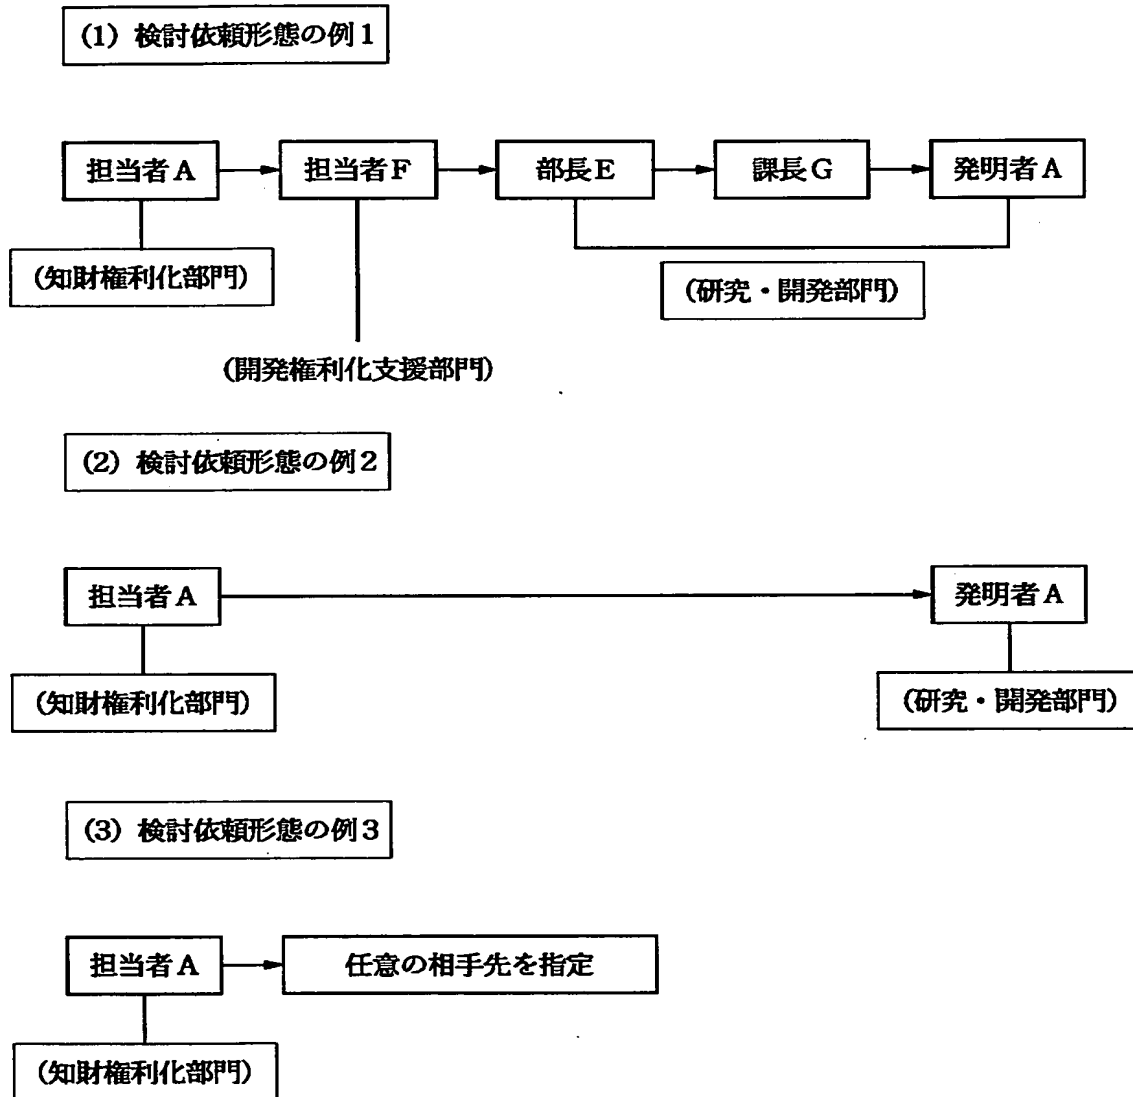 (1) 検討依頼形態の例1
担当者A
担当者F
部長E
課長G
発明者A
(知財権利化部門)
(研究・開発部門)
(開発権利化支援部門)
(2) 検討依頼形態の例2
担当者A
発明者A
(知財権利化部門)
(研究・開発部門)
(3) 検討依頼形態の例3
担当者A
任意の相手先を指定
(知財権利化部門)